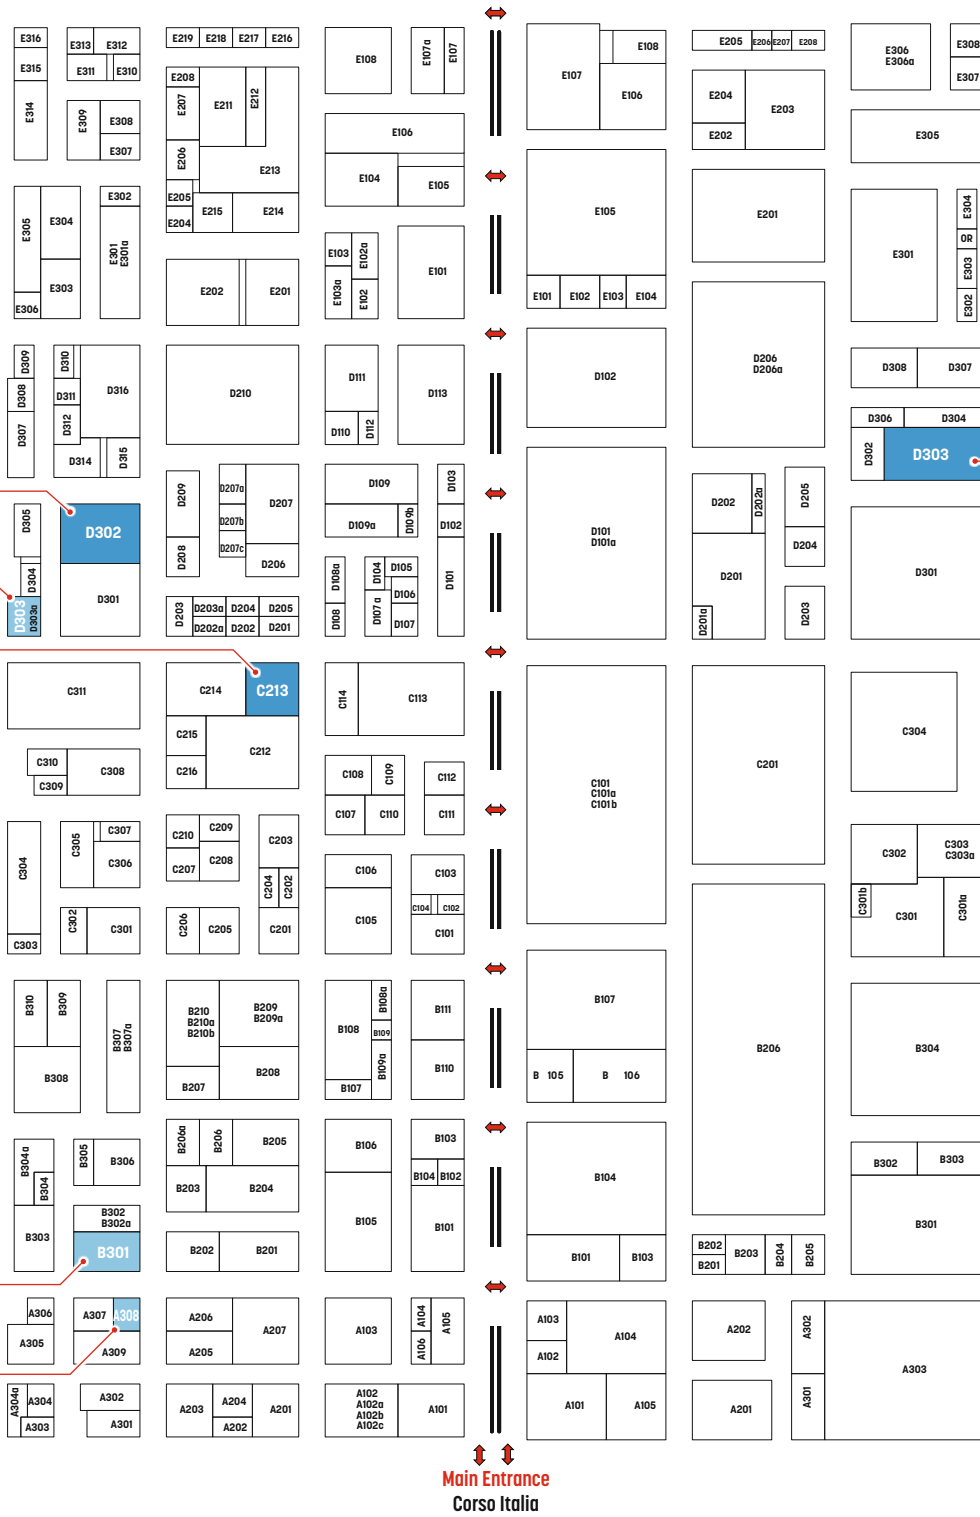 E316
E313
E312
E315
E311
E310
E314
E309
E308
E307
E219
E218
E217
E216
E208
E207
E211
E212
E206
E213
E205
E204
E215
E214
E108
E107a
E107
E106
E104
E105
E107
E108
E106
E205
E206
E207
E208
E204
E203
E202
E306
E306a
E308
E307
E305
E305
E304
E302
E301
E301a
E303
E306
E202
E201
E103
E102a
E103a
E102
E101
E105
E101
E102
E103
E104
E201
E301
E304
OR
E303
E302
D309
D310
D316
D308
D311
D307
D312
D314
D315
D210
D111
D110
D112
D113
D102
D206
D206a
D308
D307
D306
D304
D302
D303
D305
D302
D304
D303
D303a
D301
D209
D207a
D207
D207b
D207c
D208
D206
D203
D203a
D204
D205
D202a
D202
D201
D109
D103
D109a
D109b
D102
D108a
D104
D105
D101
D106
D108
D107a
D107
D101
D101a
D202
D202a
D205
D204
D201
D201a
D203
D301
C311
C310
C308
C309
C214
C213
C215
C212
C216
C114
C113
C108
C109
C112
C107
C110
C111
C101
C101a
C101b
C201
C304
C304
C305
C307
C306
C302
C301
C303
C210
C209
C203
C207
C208
C204
C202
C206
C205
C201
C106
C103
C104
C102
C105
C101
C302
C303
C303a
C301b
C301
C301a
B310
B309
B307
B307a
B308
B210
B210a
B210b
B209
B209a
B207
B208
B108
B108a
B109
B109a
B107
B111
B110
B107
B 105
B 106
B206
B304
B304a
B305
B306
B304
B303
B302
B302a
B301
B206a
B206
B205
B203
B204
B202
B201
B106
B103
B104
B102
B105
B101
B104
B101
B103
B202
B201
B203
B204
B205
B302
B303
B301
A306
A307
A308
A305
A309
A304a
A304
A303
A302
A301
A206
A207
A205
A203
A204
A202
A201
A103
A104
A105
A106
A102
A102a
A102b
A102c
A101
A103
A104
A102
A101
A105
A202
A201
A302
A301
A303
Main Entrance
Corso Italia